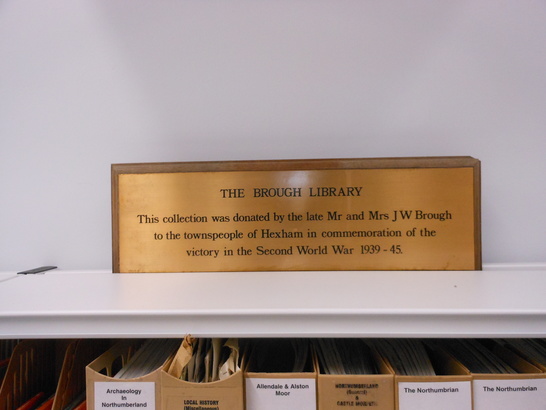 THE BROUGH LIBRARY
This collection was donated by the late Mr and Mrs J W Brough
to the townspeople of Hexham in commemoration of the
victory in the Second World War 1939 - 45.
Archaeology
In
Northumberland
LOCAL HISTORY
(Miscellaneous)
Allendale & Alston
Moor
NORTHUMBERLAND
The Northumbrian
The Northumbrian